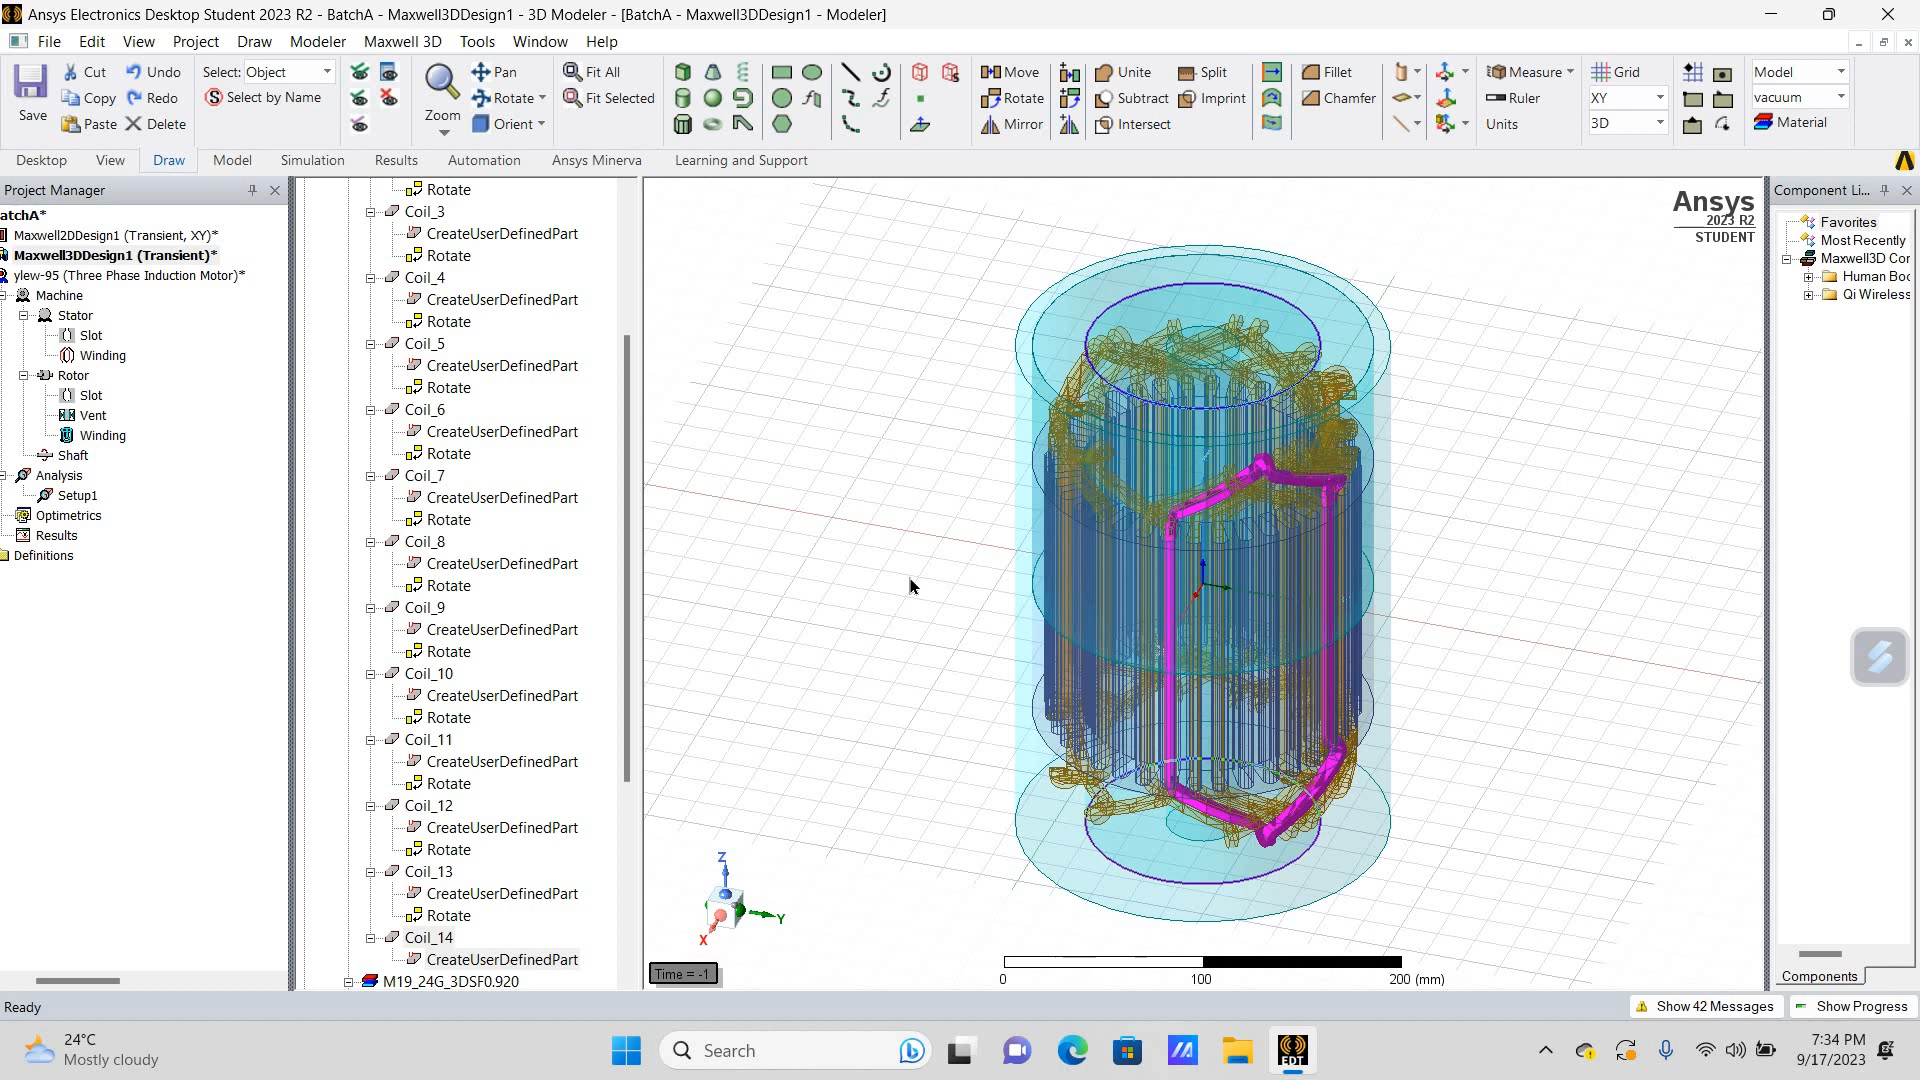 Ansys Electronics Desktop Student 2023 R2 - BatchA - Maxwell3DDesign1 - 3D Modeler - [BatchA - Maxwell3DDesign1 - Modeler]
File Edit View Project Draw Modeler Maxwell 3D Tools Window Help
Save
Cut
Copy
Paste
Undo
Redo
Delete
Select: Object
Select by Name
Zoom
Pan
Rotate
Orient
Fit All
Fit Selected
Move
Rotate
Mirror
Unite
Subtract
Intersect
Split
Imprint
Fillet
Chamfer
Measure
Ruler
Units
Grid
XY
3D
Model
vacuum
Material
Desktop View Draw Model Simulation Results Automation Ansys Minerva Learning and Support
Project Manager
atchA*
Maxwell2DDesign1 (Transient, XY)*
Maxwell3DDesign1 (Transient)*
ylew-95 (Three Phase Induction Motor)*
Machine
Stator
Slot
Winding
Rotor
Slot
Vent
Winding
Shaft
Analysis
Setup1
Optimetrics
Results
Definitions
Rotate
Coil_3
CreateUserDefinedPart
Rotate
Coil_4
CreateUserDefinedPart
Rotate
Coil_5
CreateUserDefinedPart
Rotate
Coil_6
CreateUserDefinedPart
Rotate
Coil_7
CreateUserDefinedPart
Rotate
Coil_8
CreateUserDefinedPart
Rotate
Coil_9
CreateUserDefinedPart
Rotate
Coil_10
CreateUserDefinedPart
Rotate
Coil_11
CreateUserDefinedPart
Rotate
Coil_12
CreateUserDefinedPart
Rotate
Coil_13
CreateUserDefinedPart
Rotate
Coil_14
CreateUserDefinedPart
M19_24G_3DSF0.920
Ansys
2023 R2
STUDENT
Z
Y
X
Time = -1
0 100 200 (mm)
Component Li...
Favorites
Most Recently
Maxwell3D Cor
Human Boc
Qi Wireless
Components
Ready
Show 42 Messages
Show Progress
24°C
Mostly cloudy
Search
EDT
7:34 PM
9/17/2023